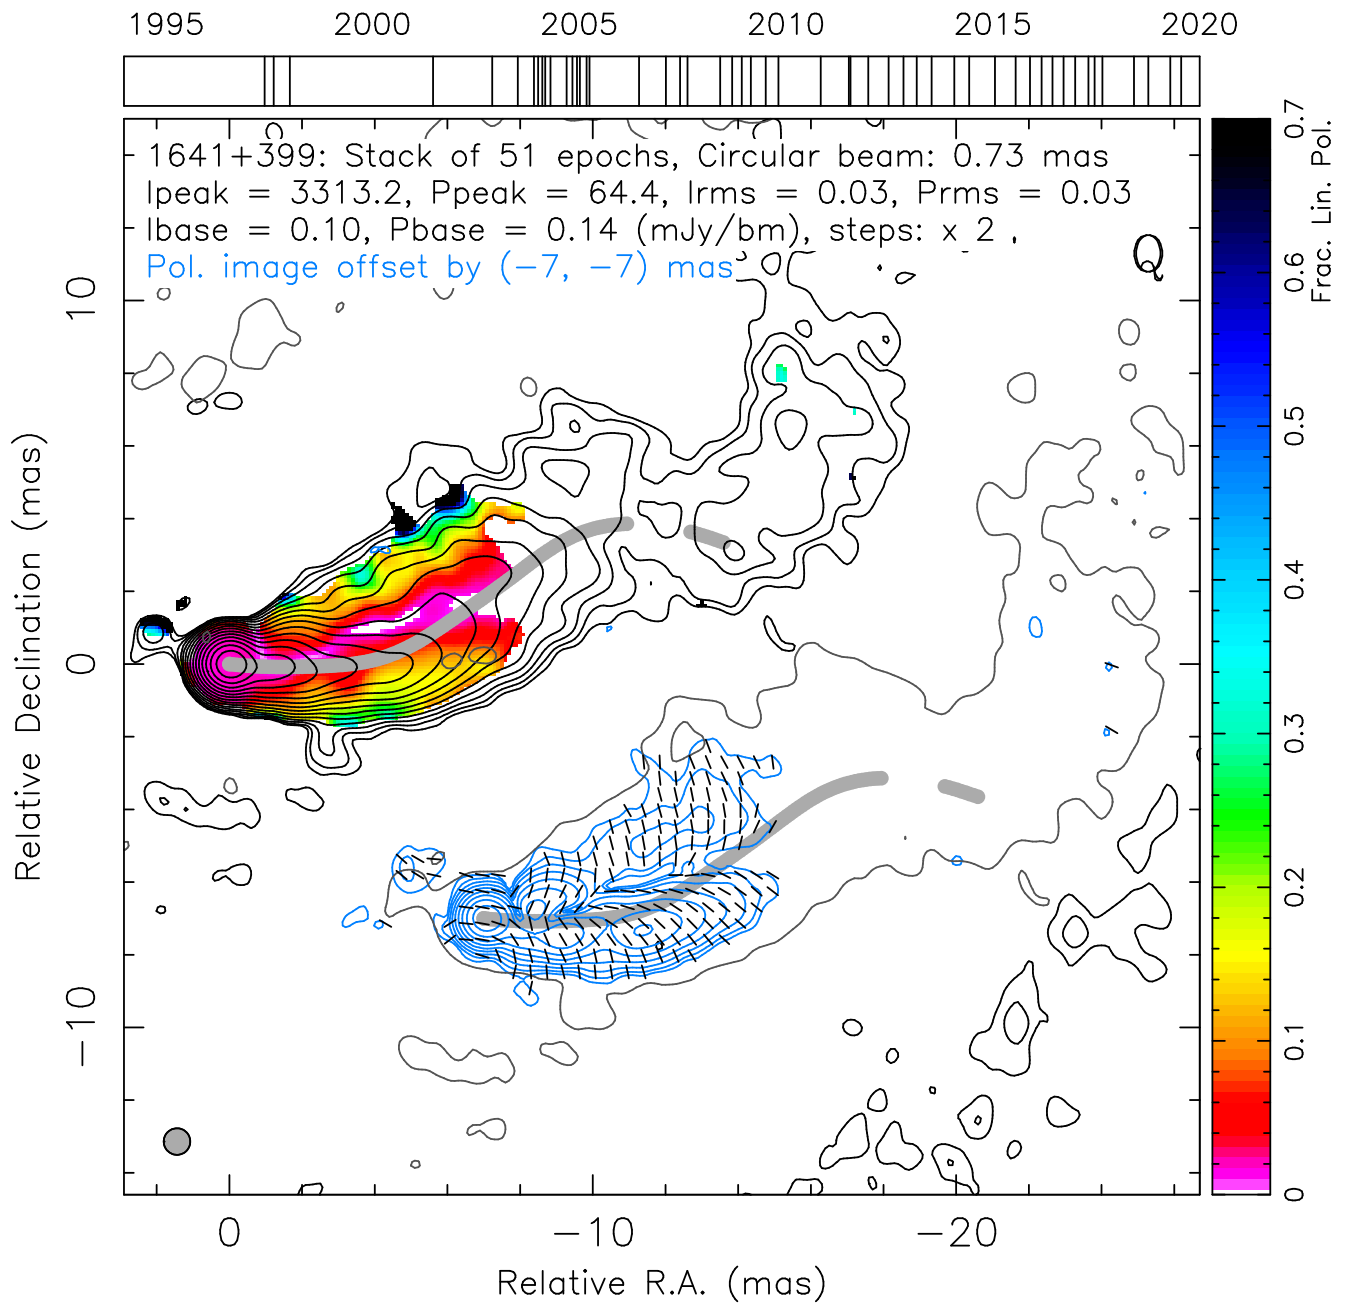 1995 2000 2005 2010 2015 2020
1641+399: Stack of 51 epochs, Circular beam: 0.73 mas
Ipeak = 3313.2, Ppeak = 64.4, Irms = 0.03, Prms = 0.03
Ibase = 0.10, Pbase = 0.14 (mJy/bm), steps: x 2
Pol. image offset by (−7, −7) mas
Q
10
0
−10
Relative Declination (mas)
0 −10 −20
Relative R.A. (mas)
0.7
0.6
0.5
0.4
0.3
0.2
0.1
0
Frac. Lin. Pol.